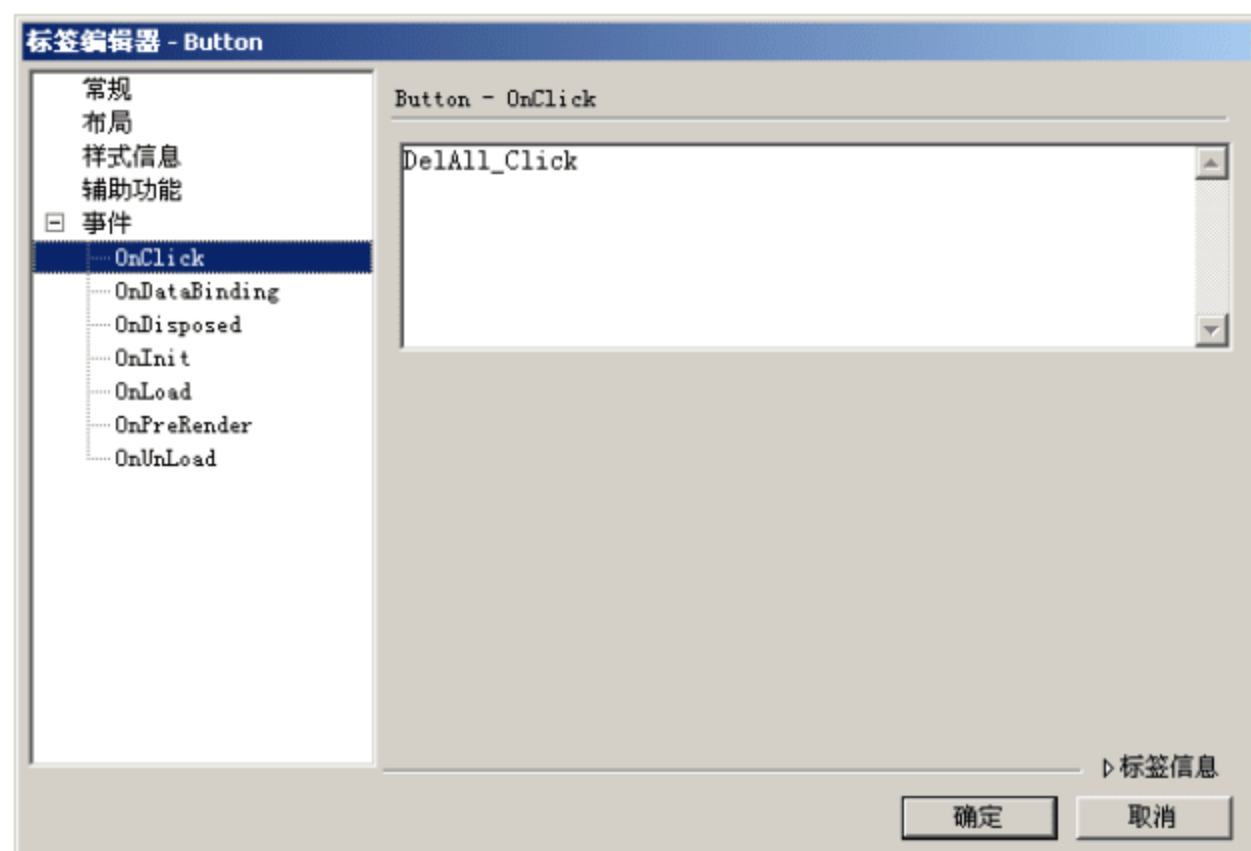 标签编辑器 - Button
常规
布局
样式信息
辅助功能
事件
OnClick
OnDataBinding
OnDisposed
OnInit
OnLoad
OnPreRender
OnUnLoad
Button - OnClick
DelAll_Click
标签信息
确定
取消